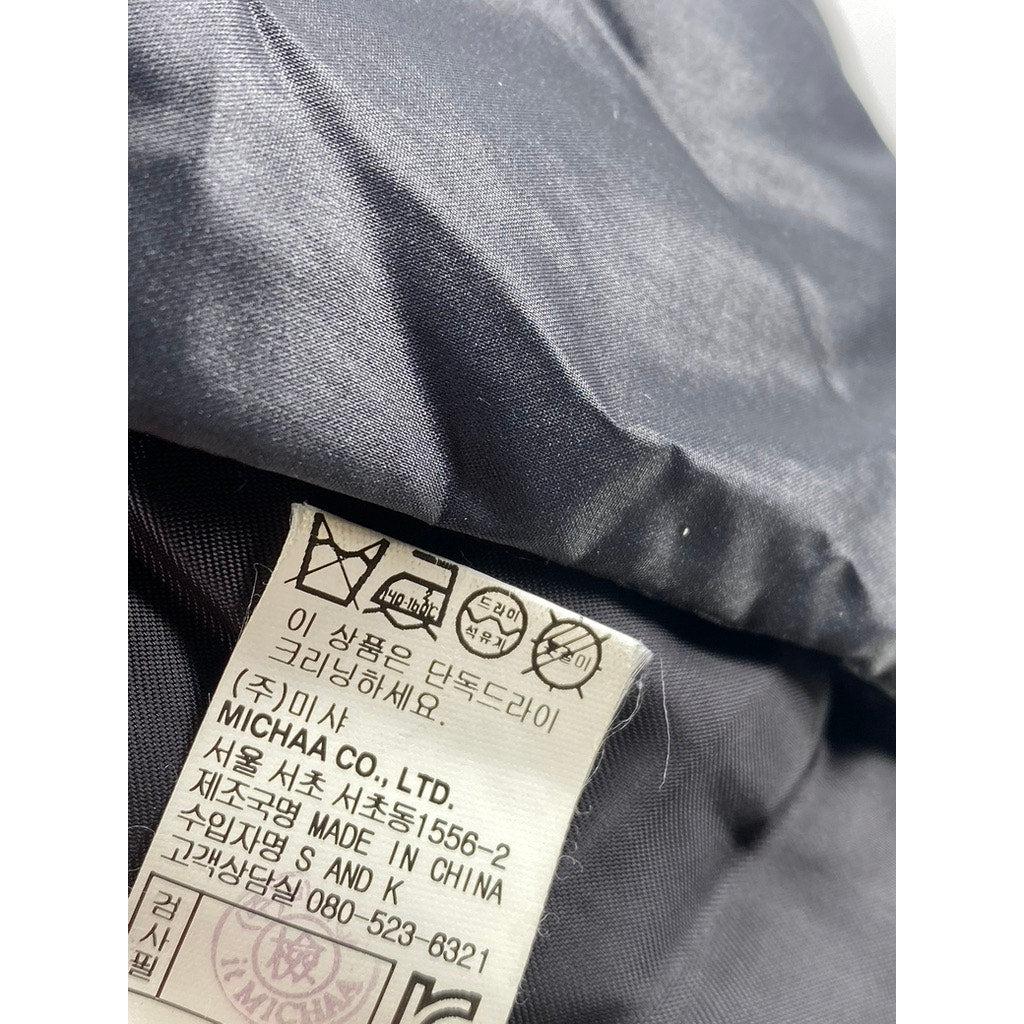 140~160℃
드라이
석유계
이 상품은 단독드라이
크리닝하세요.
(주)미샤
MICHAA CO., LTD.
서울 서초 서초동1556-2
제조국명 MADE IN CHINA
수입자명 S AND K
고객상담실 080-523-6321
검사필
檢
it MICHAA